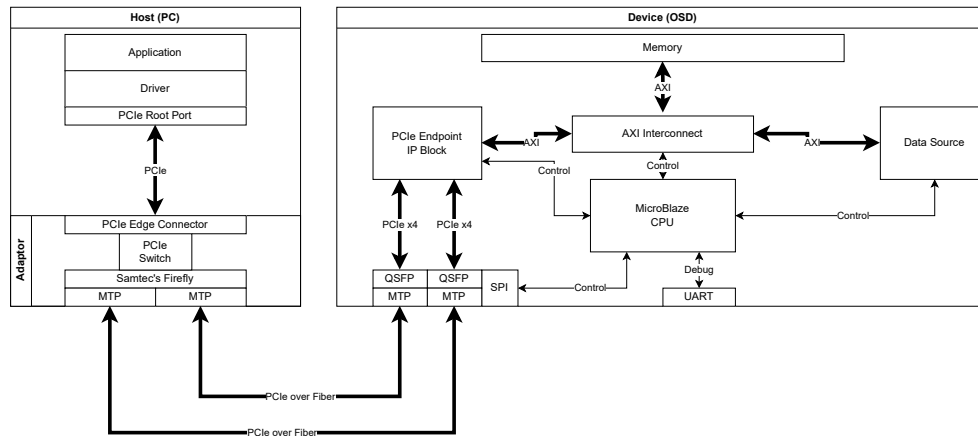 Host (PC)
Application
Driver
PCIe Root Port
PCIe
Adaptor
PCIe Edge Connector
PCIe
Switch
Samtec's Firefly
MTP
MTP
Device (OSD)
Memory
AXI
PCIe Endpoint
IP Block
AXI
AXI Interconnect
AXI
Data Source
Control
Control
MicroBlaze
CPU
Control
PCIe x4
PCIe x4
Debug
QSFP
QSFP
SPI
Control
MTP
MTP
UART
PCIe over Fiber
PCIe over Fiber